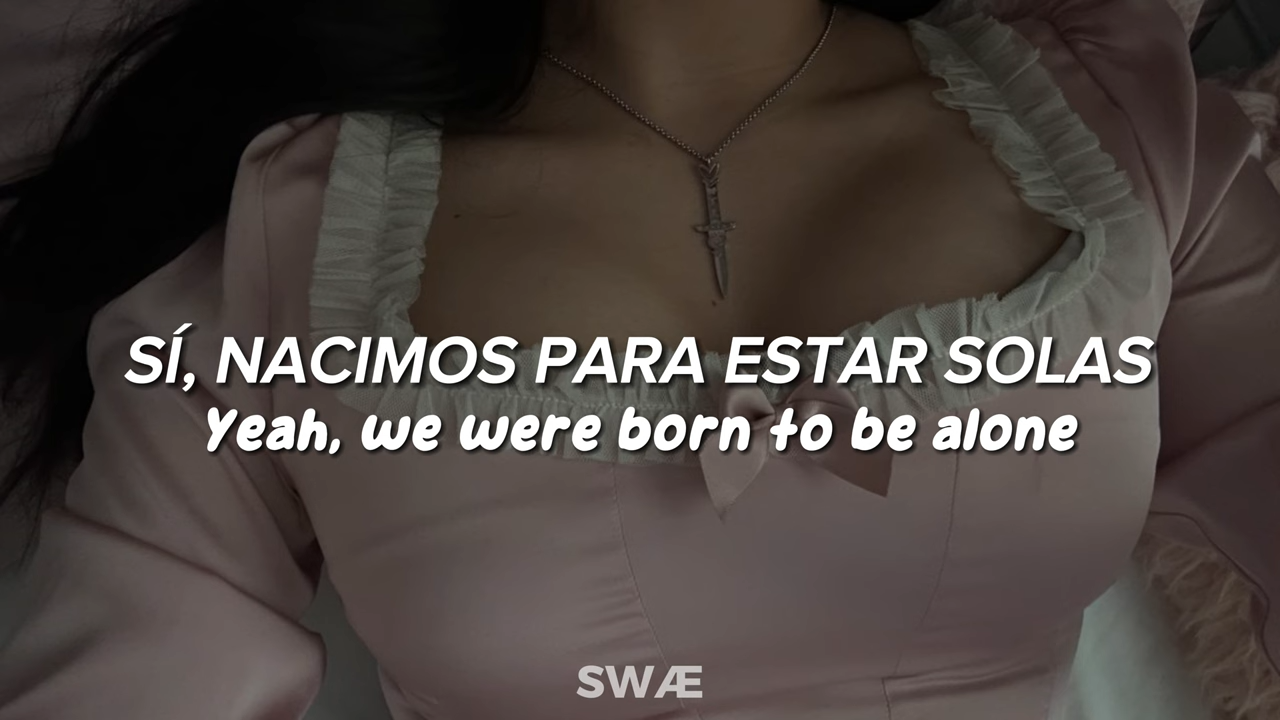 SÍ, NACIMOS PARA ESTAR SOLAS
Yeah, we were born to be alone
SWÆ